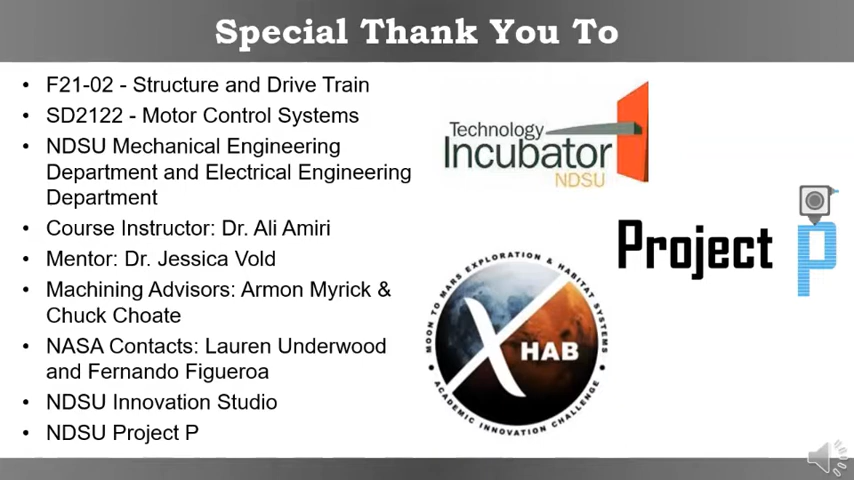 Special Thank You To
• F21-02 - Structure and Drive Train
• SD2122 - Motor Control Systems
• NDSU Mechanical Engineering
Department and Electrical Engineering
Department
• Course Instructor: Dr. Ali Amiri
• Mentor: Dr. Jessica Vold
• Machining Advisors: Armon Myrick &
Chuck Choate
• NASA Contacts: Lauren Underwood
and Fernando Figueroa
• NDSU Innovation Studio
• NDSU Project P
Technology
Incubator
NDSU
Project P
MOON TO MARS EXPLORATION & HABITAT SYSTEMS
X HAB
• ACADEMIC INNOVATION CHALLENGE •